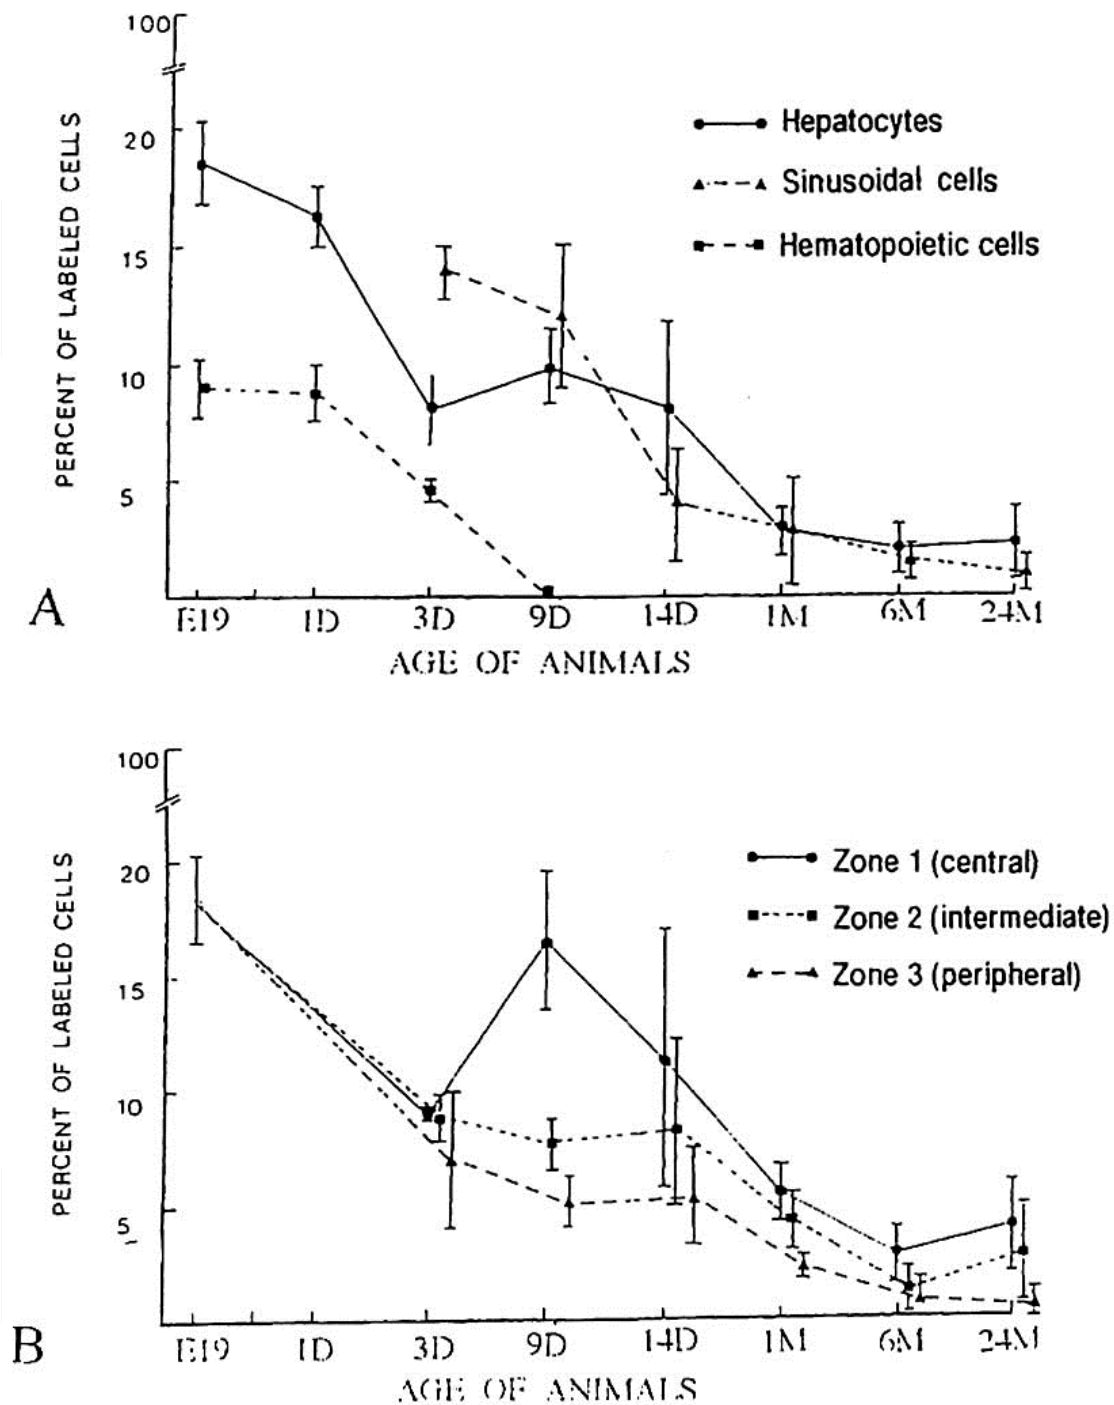 100
20
15
10
5
PERCENT OF LABELED CELLS
Hepatocytes
Sinusoidal cells
Hematopoietic cells
A
E19 1D 3D 9D 14D 1M 6M 24M
AGE OF ANIMALS
100
20
15
10
5
PERCENT OF LABELED CELLS
Zone 1 (central)
Zone 2 (intermediate)
Zone 3 (peripheral)
B
E19 1D 3D 9D 14D 1M 6M 24M
AGE OF ANIMALS